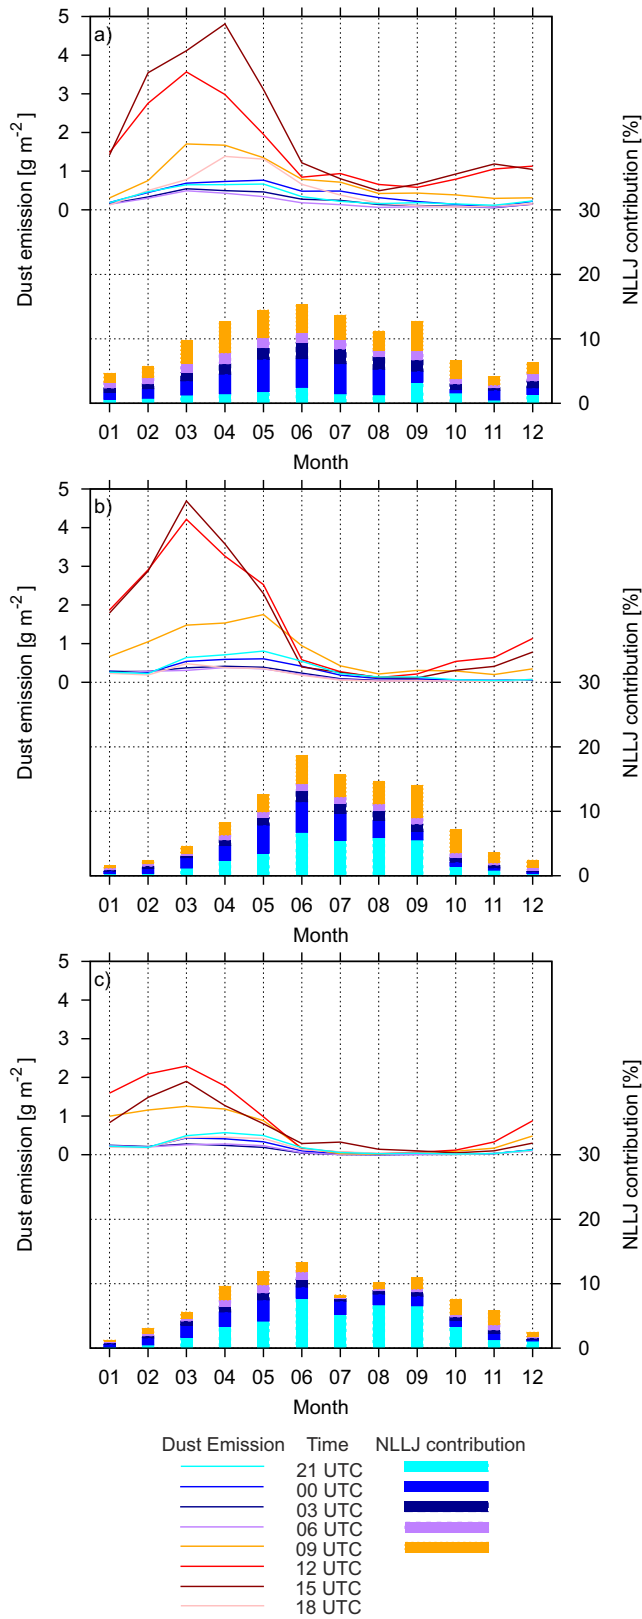 a)
5
4
3
2
1
0
Dust emission [g m-2 ]
30
20
10
0
NLLJ contribution [%]
01 02 03 04 05 06 07 08 09 10 11 12
Month
b)
5
4
3
2
1
0
Dust emission [g m-2 ]
30
20
10
0
NLLJ contribution [%]
01 02 03 04 05 06 07 08 09 10 11 12
Month
c)
5
4
3
2
1
0
Dust emission [g m-2 ]
30
20
10
0
NLLJ contribution [%]
01 02 03 04 05 06 07 08 09 10 11 12
Month
Dust Emission Time NLLJ contribution
21 UTC
00 UTC
03 UTC
06 UTC
09 UTC
12 UTC
15 UTC
18 UTC